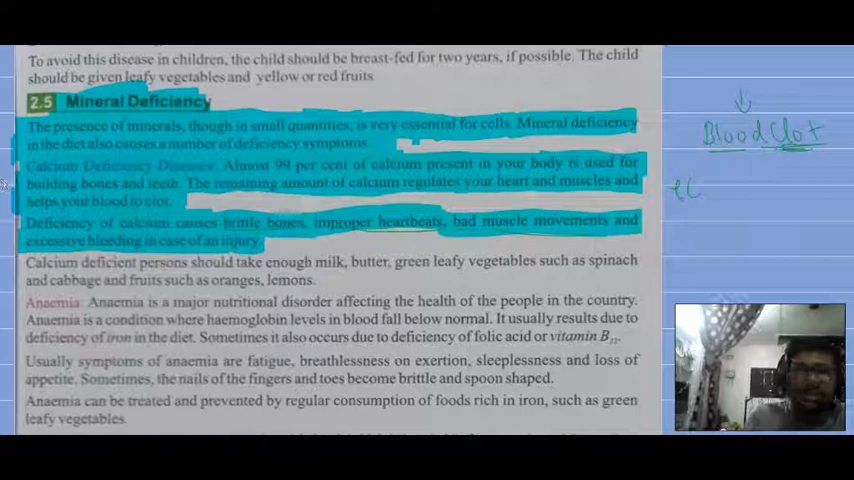 To avoid this disease in children, the child should be breast-fed for two years, if possible. The child
should be given leafy vegetables and yellow or red fruits
2.5 Mineral Deficiency
The presence of minerals, though in small quantities, is very essential for cells. Mineral deficiency
in the diet also causes a number of deficiency symptoms.
Calcium Deficiency Diseases Almost 99 per cent of calcium present in your body is used for
building bones and teeth. The remaining amount of calcium regulates your heart and muscles and
helps your blood to clot.
Deficiency of calcium causes brittle bones, improper heartbeats, bad muscle movements and
excessive bleeding in case of an injury.
Calcium deficient persons should take enough milk, butter, green leafy vegetables such as spinach
and cabbage and fruits such as oranges, lemons.
Anaemia Anaemia is a major nutritional disorder affecting the health of the people in the country.
Anaemia is a condition where haemoglobin levels in blood fall below normal. It usually results due to
deficiency of iron in the diet. Sometimes it also occurs due to deficiency of folic acid or vitamin B12.
Usually symptoms of anaemia are fatigue, breathlessness on exertion, sleeplessness and loss of
appetite. Sometimes, the nails of the fingers and toes become brittle and spoon shaped.
Anaemia can be treated and prevented by regular consumption of foods rich in iron, such as green
leafy vegetables.
Blood Clot